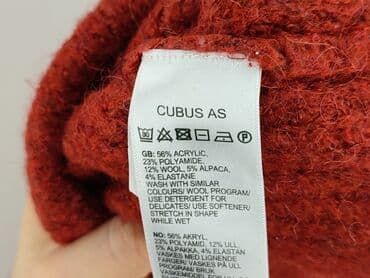 CUBUS AS
GB: 56% ACRYLIC,
23% POLYAMIDE,
12% WOOL, 5% ALPACA,
4% ELASTANE
WASH WITH SIMILAR
COLOURS/ WOOL PROGRAM/
USE DETERGENT FOR
DELICATES/ USE SOFTENER/
STRETCH IN SHAPE
WHILE WET
NO: 56% AKRYL,
23% POLYAMID, 12% ULL,
5% ALPAKKA, 4% ELASTAN
VASKES MED LIGNENDE
FARGER/ VASKES PÅ ULL
PROGRAM/ BRUK